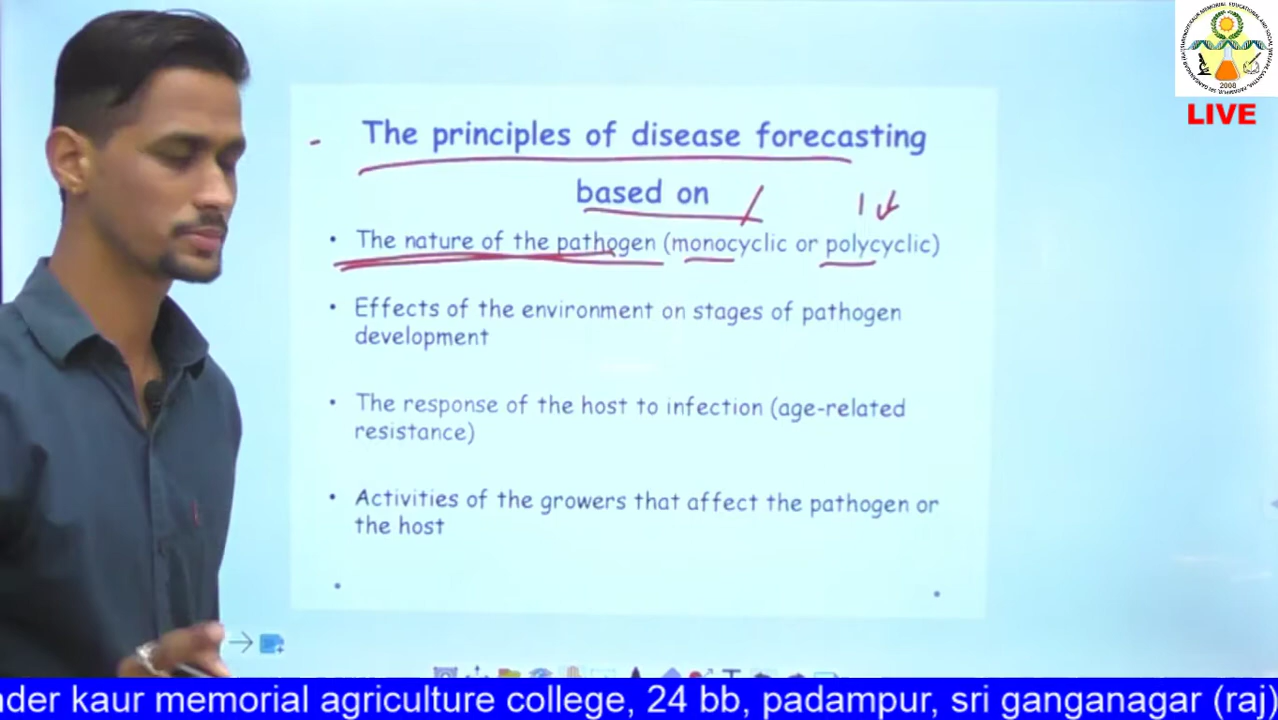 The principles of disease forecasting
based on
• The nature of the pathogen (monocyclic or polycyclic)
• Effects of the environment on stages of pathogen
development
• The response of the host to infection (age-related
resistance)
• Activities of the growers that affect the pathogen or
the host
2008
LIVE
nder kaur memorial agriculture college, 24 bb, padampur, sri ganganagar (raj)